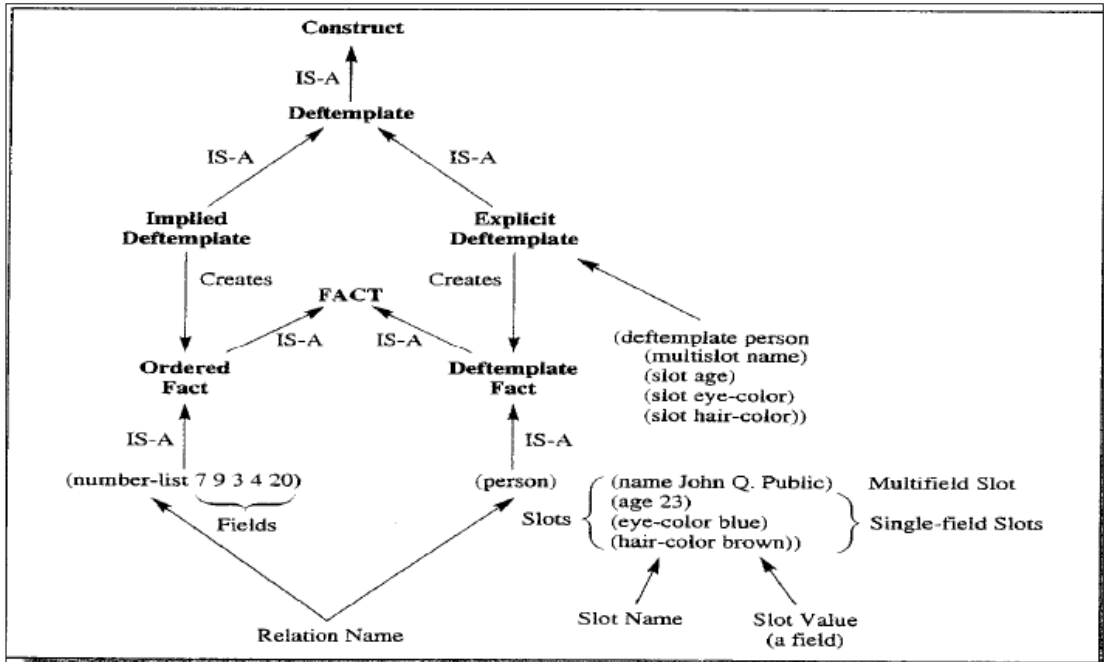 Construct
IS-A
Deftemplate
IS-A
IS-A
Implied
Deftemplate
Explicit
Deftemplate
Creates
Creates
FACT
IS-A
IS-A
(deftemplate person
(multislot name)
(slot age)
(slot eye-color)
(slot hair-color))
Ordered
Fact
Deftemplate
Fact
IS-A
IS-A
(number-list 7 9 3 4 20)
Fields
(person)
Slots
(name John Q. Public)
(age 23)
(eye-color blue)
(hair-color brown))
Multifield Slot
Single-field Slots
Relation Name
Slot Name
Slot Value
(a field)